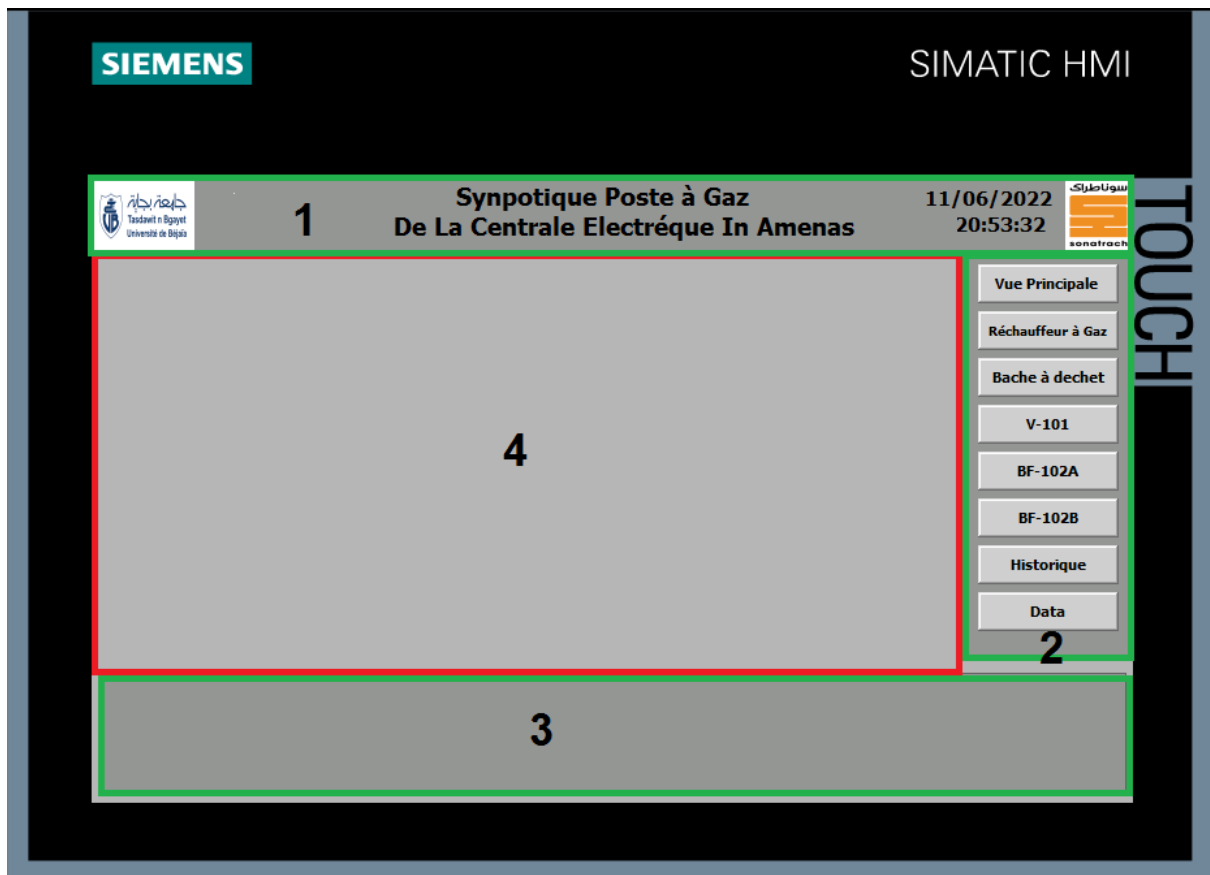 SIEMENS
SIMATIC HMI
TOUCH
جامعة بجاية
Tasdawit n Bgayet
Université de Béjaïa
1
Synpotique Poste à Gaz
De La Centrale Electréque In Amenas
11/06/2022
20:53:32
سوناطراك
sonatrach
Vue Principale
Réchauffeur à Gaz
Bache à dechet
V-101
BF-102A
BF-102B
Historique
Data
2
4
3